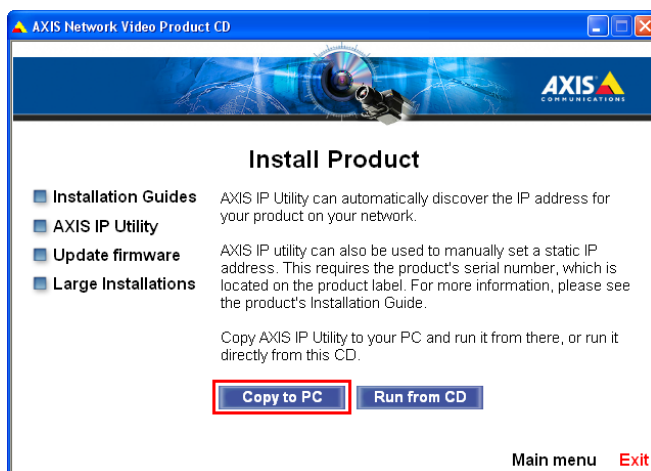 AXIS Network Video Product CD
AXIS
COMMUNICATIONS
Install Product
Installation Guides
AXIS IP Utility
Update firmware
Large Installations
AXIS IP Utility can automatically discover the IP address for
your product on your network.
AXIS IP utility can also be used to manually set a static IP
address. This requires the product's serial number, which is
located on the product label. For more information, please see
the product's Installation Guide.
Copy AXIS IP Utility to your PC and run it from there, or run it
directly from this CD.
Copy to PC
Run from CD
Main menu
Exit